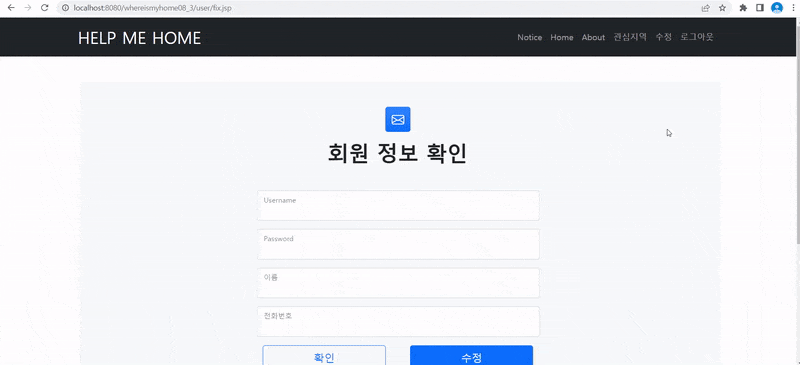 localhost:8080/whereismyhome08_3/user/fix.jsp
HELP ME HOME
Notice Home About 관심지역 수정 로그아웃
회원 정보 확인
Username
Password
이름
전화번호
확인 수정